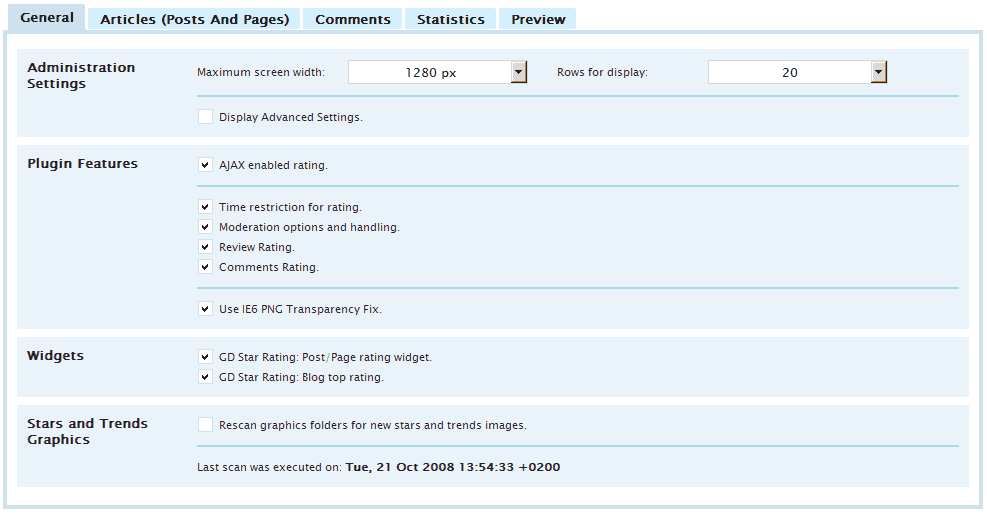 General Articles (Posts And Pages) Comments Statistics Preview
Administration Settings
Maximum screen width: 1280 px Rows for display: 20
Display Advanced Settings.
Plugin Features
AJAX enabled rating.
Time restriction for rating.
Moderation options and handling.
Review Rating.
Comments Rating.
Use IE6 PNG Transparency Fix.
Widgets
GD Star Rating: Post/Page rating widget.
GD Star Rating: Blog top rating.
Stars and Trends
Graphics
Rescan graphics folders for new stars and trends images.
Last scan was executed on: Tue, 21 Oct 2008 13:54:33 +0200